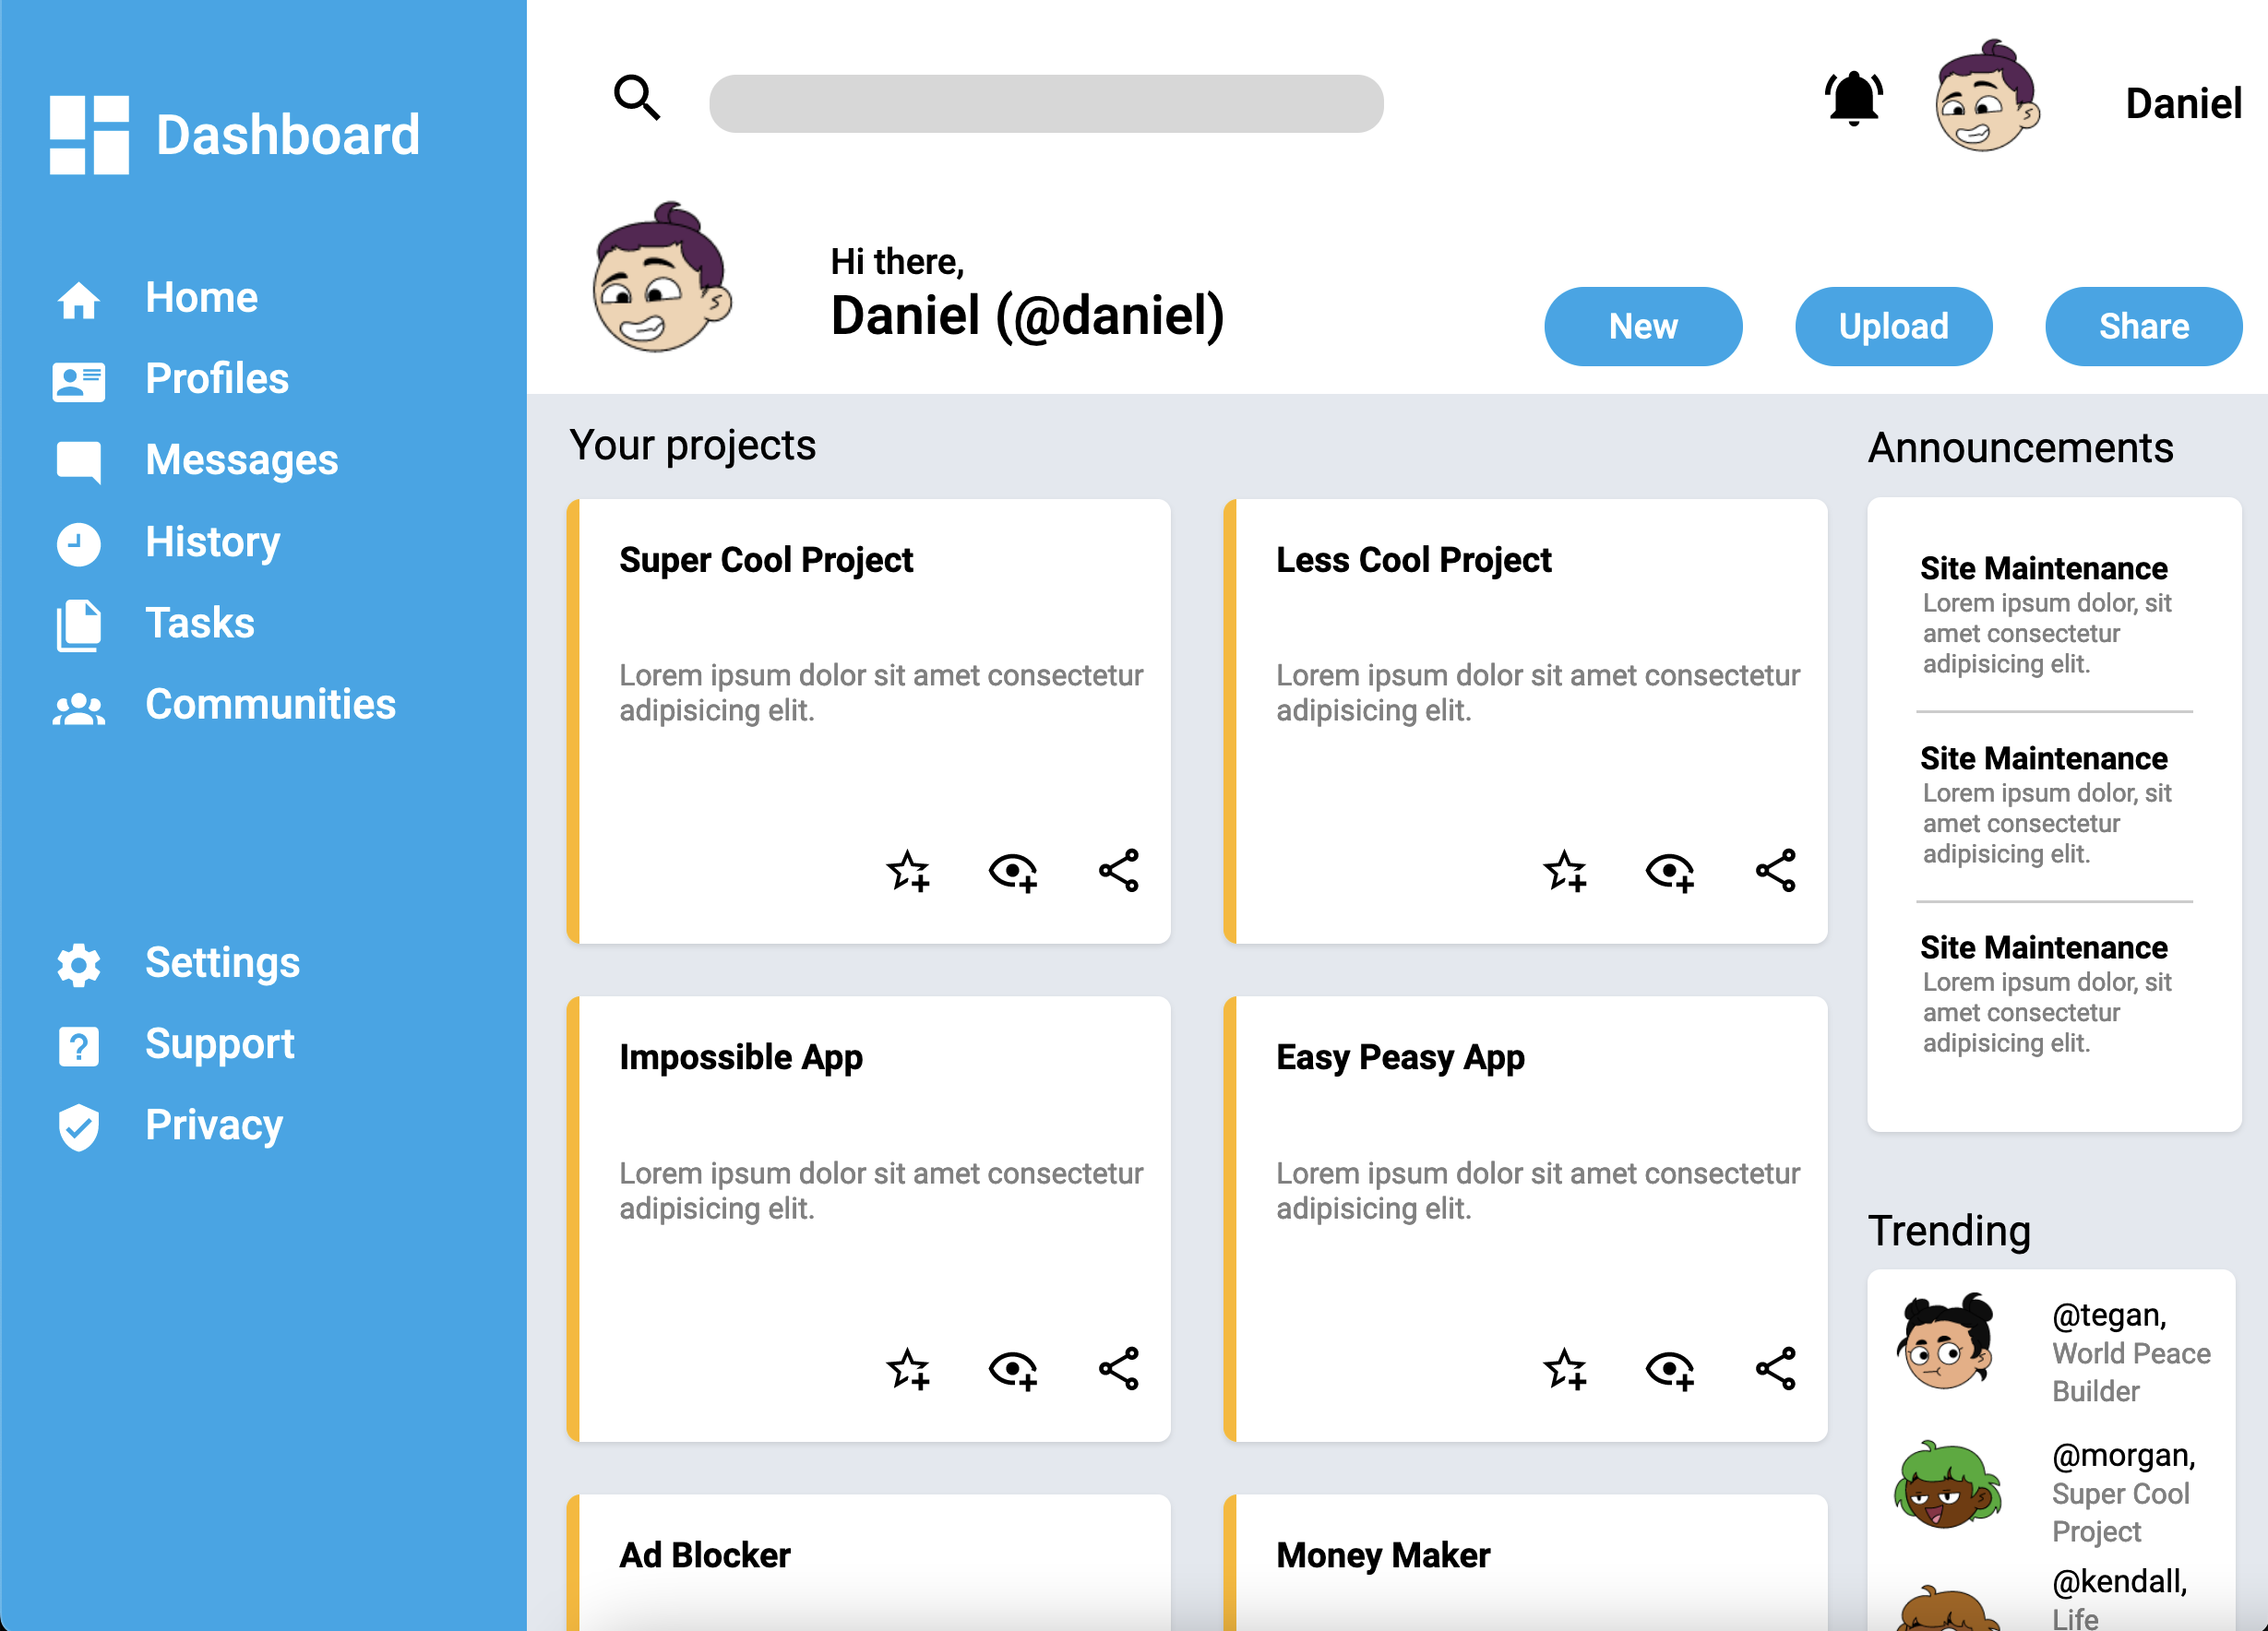 Dashboard
Home
Profiles
Messages
History
Tasks
Communities
Settings
Support
Privacy
Daniel
Hi there,
Daniel (@daniel)
New
Upload
Share
Your projects
Super Cool Project
Lorem ipsum dolor sit amet consectetur
adipisicing elit.
Less Cool Project
Lorem ipsum dolor sit amet consectetur
adipisicing elit.
Impossible App
Lorem ipsum dolor sit amet consectetur
adipisicing elit.
Easy Peasy App
Lorem ipsum dolor sit amet consectetur
adipisicing elit.
Ad Blocker
Money Maker
Announcements
Site Maintenance
Lorem ipsum dolor, sit
amet consectetur
adipisicing elit.
Site Maintenance
Lorem ipsum dolor, sit
amet consectetur
adipisicing elit.
Site Maintenance
Lorem ipsum dolor, sit
amet consectetur
adipisicing elit.
Trending
@tegan,
World Peace
Builder
@morgan,
Super Cool
Project
@kendall,
Life